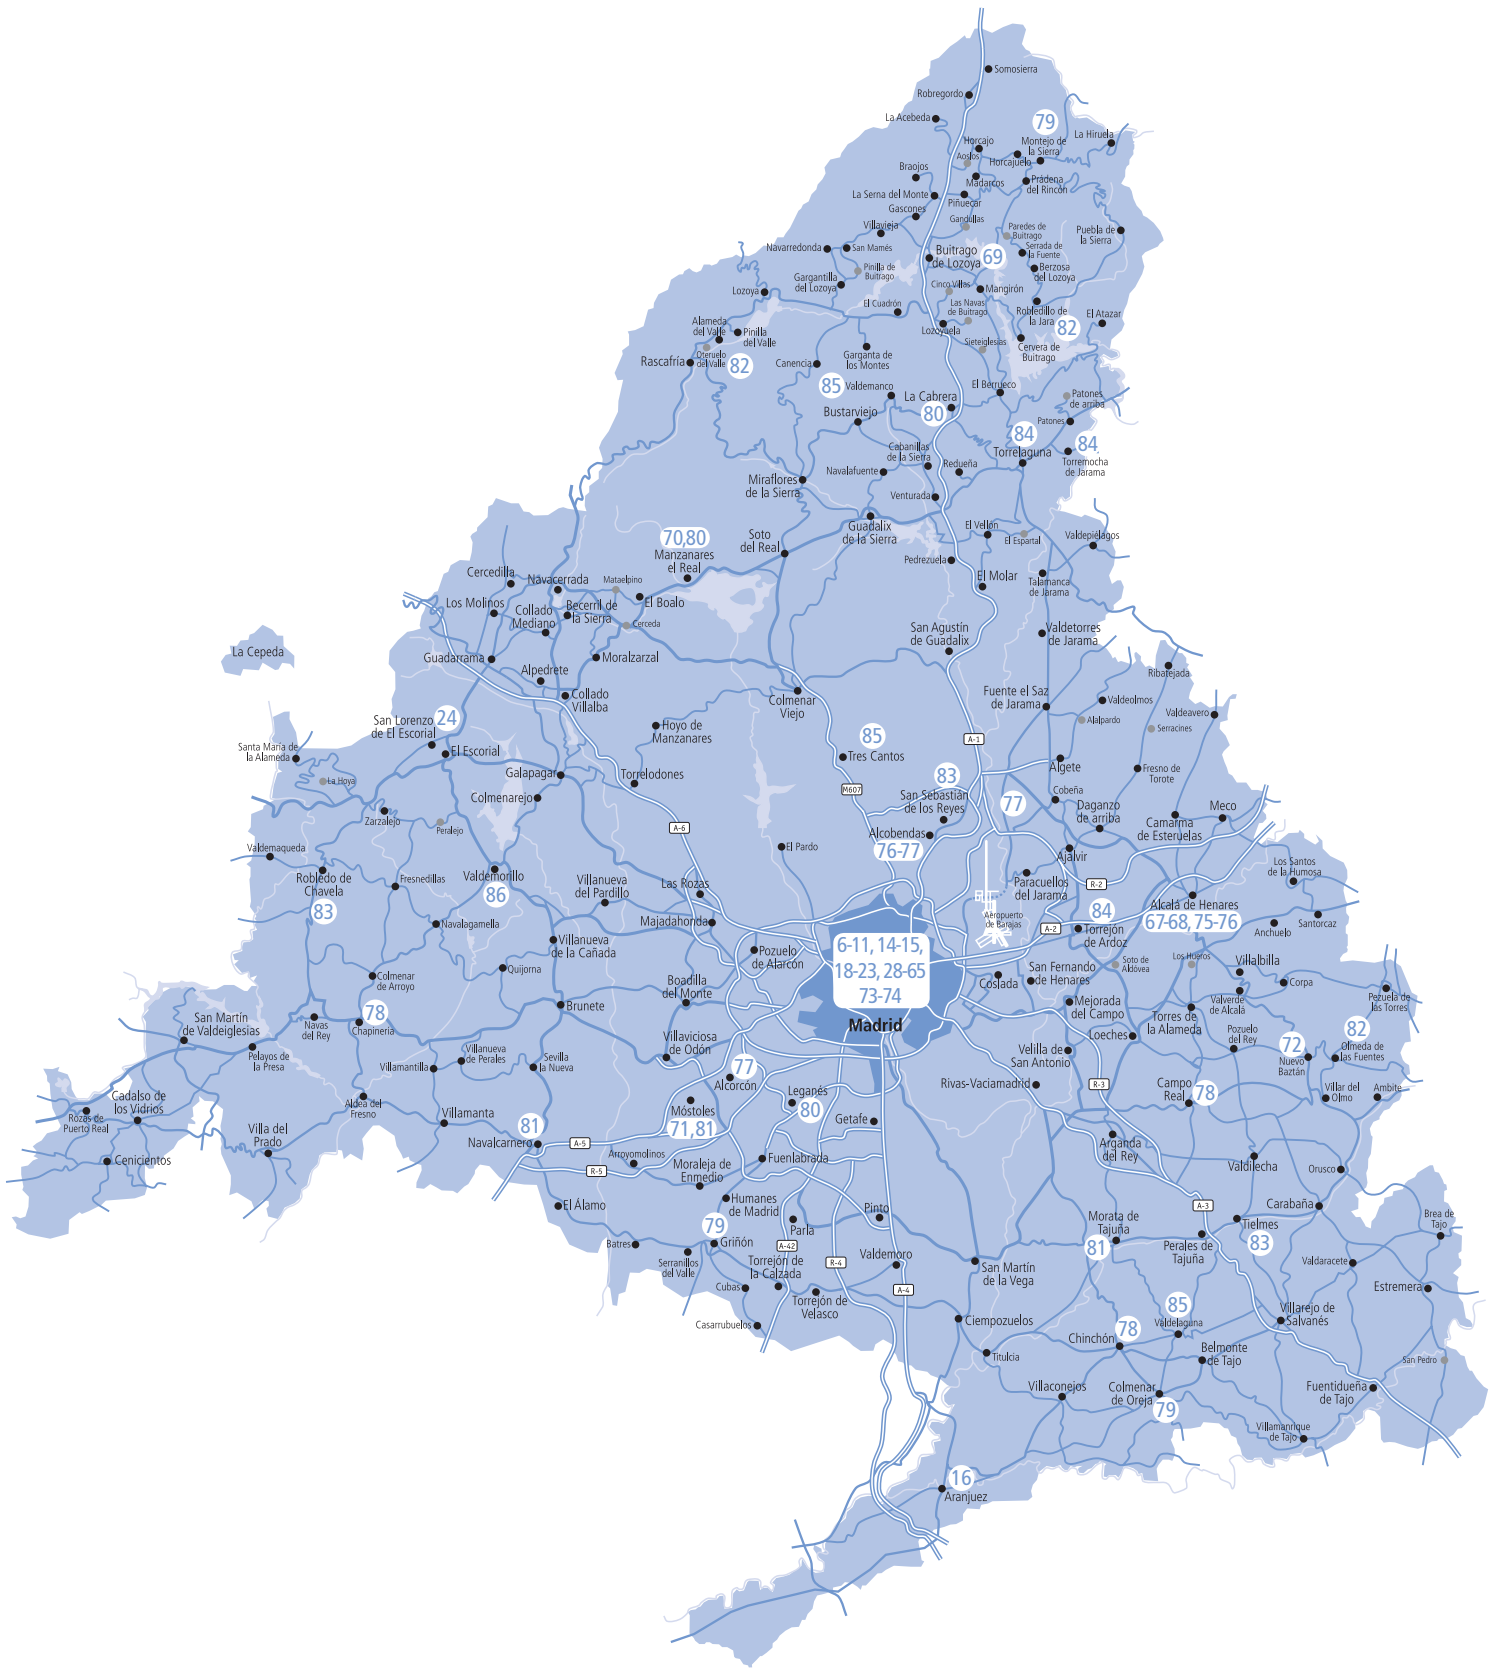 Somosierra
Robregordo
La Acebeda
79
La Hiruela
Horcajo
Montejo de
la Sierra
Aoslos
Horcajuelo
Braojos
Madarcos
Prádena
del Rincón
La Serna del Monte
Piñuecar
Gascones
Gandullas
Villavieja
Paredes de
Buitrago
Puebla de
la Sierra
Navarredonda
San Mamés
Buitrago
de Lozoya
69
Serrada de
la Fuente
Pinilla de
Buitrago
Berzosa
del Lozoya
Gargantilla
del Lozoya
Cinco Villas
Mangirón
Lozoya
El Cuadrón
Las Navas
de Buitrago
Robledillo de
la Jara
El Atazar
82
Alameda
del Valle
Pinilla
del Valle
Lozoyuela
Sieteiglesias
Cervera de
Buitrago
Rascafría
Oteruelo
del Valle
82
Canencia
Garganta de
los Montes
85
Valdemanco
El Berrueco
La Cabrera
80
Patones
de arriba
Bustarviejo
Patones
84
Torrelaguna
84
Torremocha
de Jarama
Cabanillas
de la Sierra
Redueña
Navalafuente
Miraflores
de la Sierra
Venturada
Guadalix
de la Sierra
70,80
Manzanares
el Real
Soto
del Real
El Vellón
El Espartal
Valdepiélagos
Pedrezuela
Cercedilla
Navacerrada
Mataelpino
El Molar
Talamanca
de Jarama
Los Molinos
Collado
Mediano
Becerril de
la Sierra
El Boalo
Cerceda
San Agustín
de Guadalix
Valdetorres
de Jarama
La Cepeda
Guadarrama
Moralzarzal
Alpedrete
Ribatejada
Collado
Villalba
Colmenar
Viejo
Fuente el Saz
de Jarama
Valdeolmos
Alalpardo
Valdeavero
Serracines
San Lorenzo
de El Escorial
24
Hoyo de
Manzanares
85
A-1
Santa María de
la Alameda
El Escorial
Tres Cantos
La Hoya
Galapagar
Torrelodones
83
Algete
Fresno de
Torote
M607
Colmenarejo
San Sebastián
de los Reyes
77
Cobeña
Daganzo
de arriba
Meco
Zarzalejo
Peralejo
A-6
Alcobendas
76-77
Camarma
de Esteruelas
Valdemaqueda
El Pardo
Ajalvir
Robledo de
Chavela
83
Fresnedillas
Valdemorillo
86
Villanueva
del Pardillo
Las Rozas
Paracuellos
del Jarama
R-2
Los Santos
de la Humosa
Alcalá de Henares
67-68, 75-76
Aeropuerto
de Barajas
84
Navalagamella
Majadahonda
A-2
Torrejón
de Ardoz
Anchuelo
Santorcaz
Villanueva
de la Cañada
Pozuelo
de Alarcón
6-11, 14-15,
18-23, 28-65
73-74
Madrid
Quijorna
Colmenar
de Arroyo
Boadilla
del Monte
Coslada
San Fernando
de Henares
Soto de
Aldóvea
Los Hueros
Villalbilla
Corpa
Valverde
de Alcalá
Pezuela de
las Torres
San Martín
de Valdeiglesias
78
Chapinería
Navas
del Rey
Brunete
Mejorada
del Campo
Torres de
la Alameda
Loeches
Pozuelo
del Rey
72
Nuevo
Baztán
82
Olmeda de
las Fuentes
Pelayos de
la Presa
Villamantilla
Villanueva
de Perales
Sevilla
la Nueva
Villaviciosa
de Odón
77
Alcorcón
Velilla de
San Antonio
Rivas-Vaciamadrid
R-3
Campo
Real
78
Villar del
Olmo
Ambite
Cadalso de
los Vidrios
Rozas de
Puerto Real
Aldea del
Fresno
Villamanta
Móstoles
71,81
Leganés
80
Getafe
Villa del
Prado
81
Navalcarnero
A-5
Arganda
del Rey
Cenicientos
R-5
Arroyomolinos
Fuenlabrada
Moraleja de
Enmedio
Valdilecha
Orusco
El Álamo
Humanes
de Madrid
Pinto
A-3
Carabaña
Parla
Morata de
Tajuña
81
Tielmes
83
Brea de
Tajo
79
Griñón
Batres
A-42
Perales de
Tajuña
Serranillos
del Valle
Torrejón de
la Calzada
R-4
Valdemoro
San Martín
de la Vega
Valdaracete
Estremera
Cubas
Torrejón de
Velasco
A-4
Casarrubuelos
Ciempozuelos
85
Valdelaguna
Villarejo de
Salvanés
78
Chinchón
Titulcia
Belmonte
de Tajo
San Pedro
Villaconejos
Colmenar
de Oreja
79
Fuentidueña
de Tajo
Villamanrique
de Tajo
16
Aranjuez